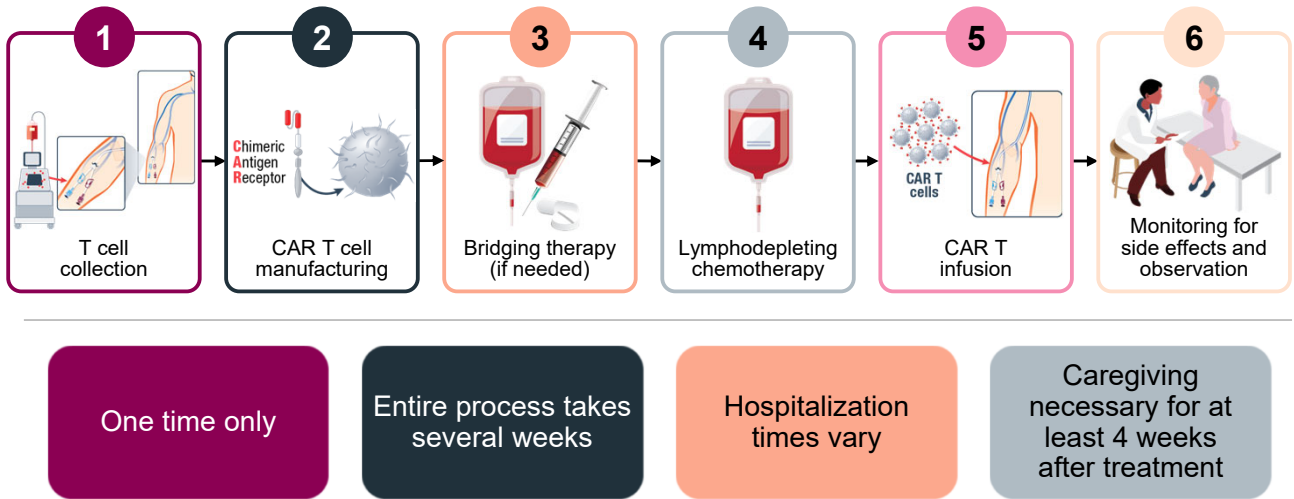 1
2
3
4
5
6
Chimeric
Antigen
Receptor
CAR T
cells
T cell
collection
CAR T cell
manufacturing
Bridging therapy
(if needed)
Lymphodepleting
chemotherapy
CAR T
infusion
Monitoring for
side effects and
observation
One time only
Entire process takes
several weeks
Hospitalization
times vary
Caregiving
necessary for at
least 4 weeks
after treatment